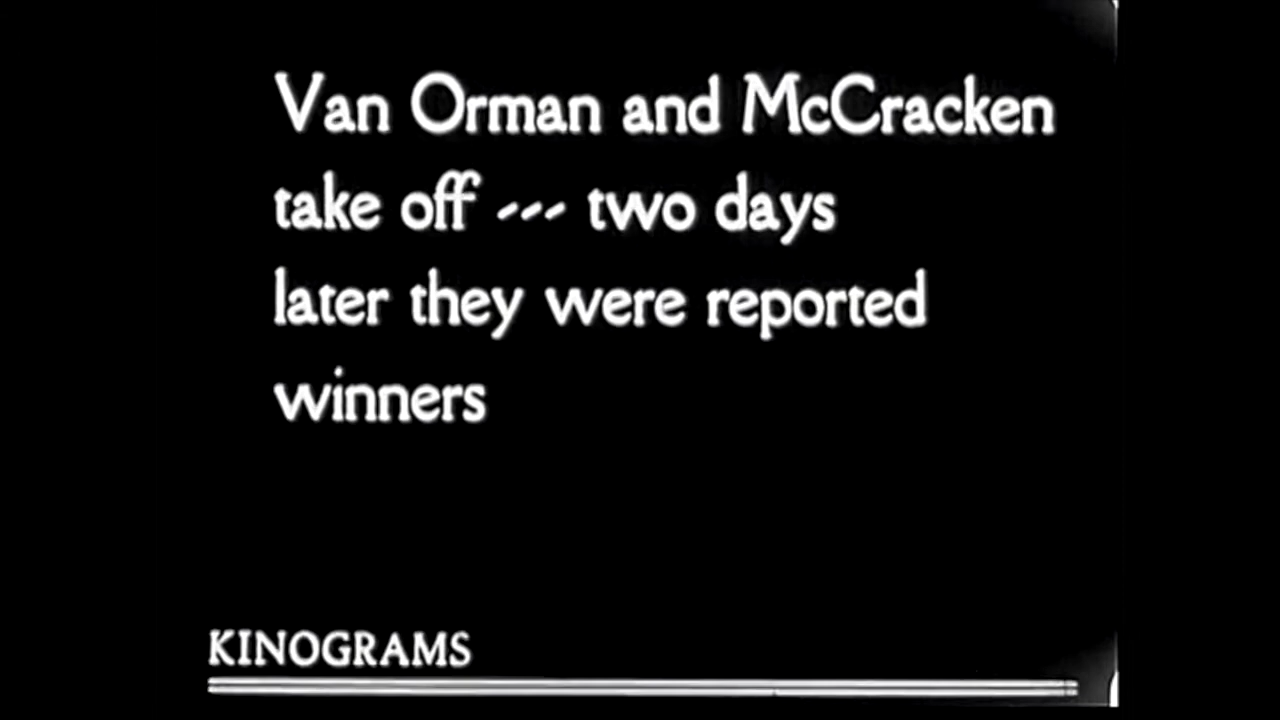 Van Orman and McCracken
take off --- two days
later they were reported
winners
KINOGRAMS